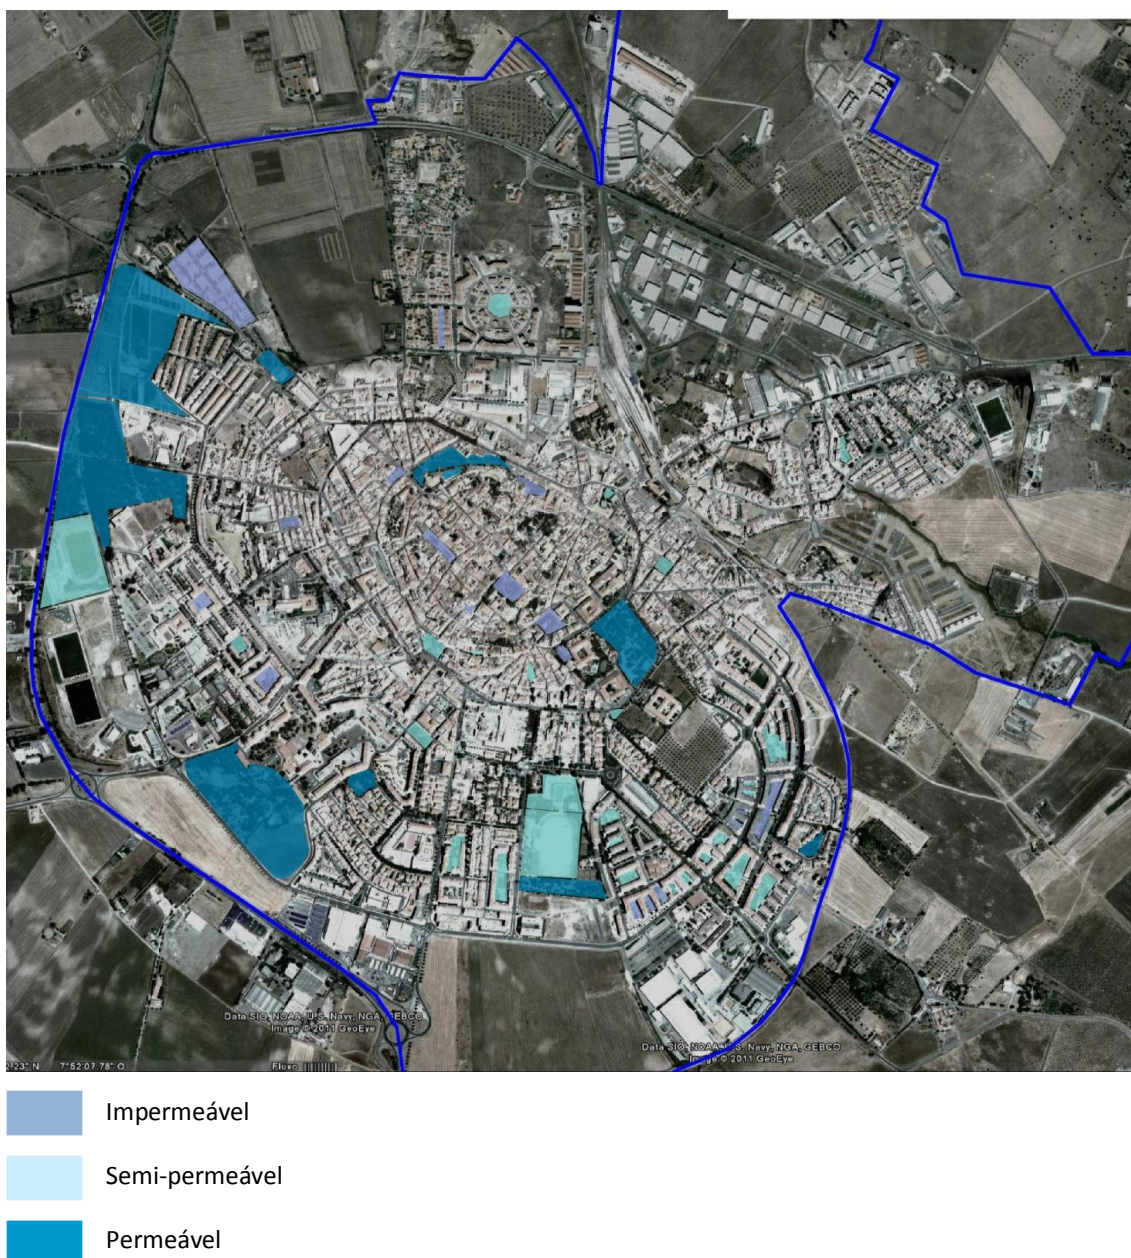 Data SIO, NOAA, U.S. Navy, NGA, GEBCO
Image © 2011 GeoEye
Data SIO, NOAA, U.S. Navy, NGA, GEBCO
Image © 2011 GeoEye
7°52'07.78" O
Fluxo ||||||||||
Impermeável
Semi-permeável
Permeável